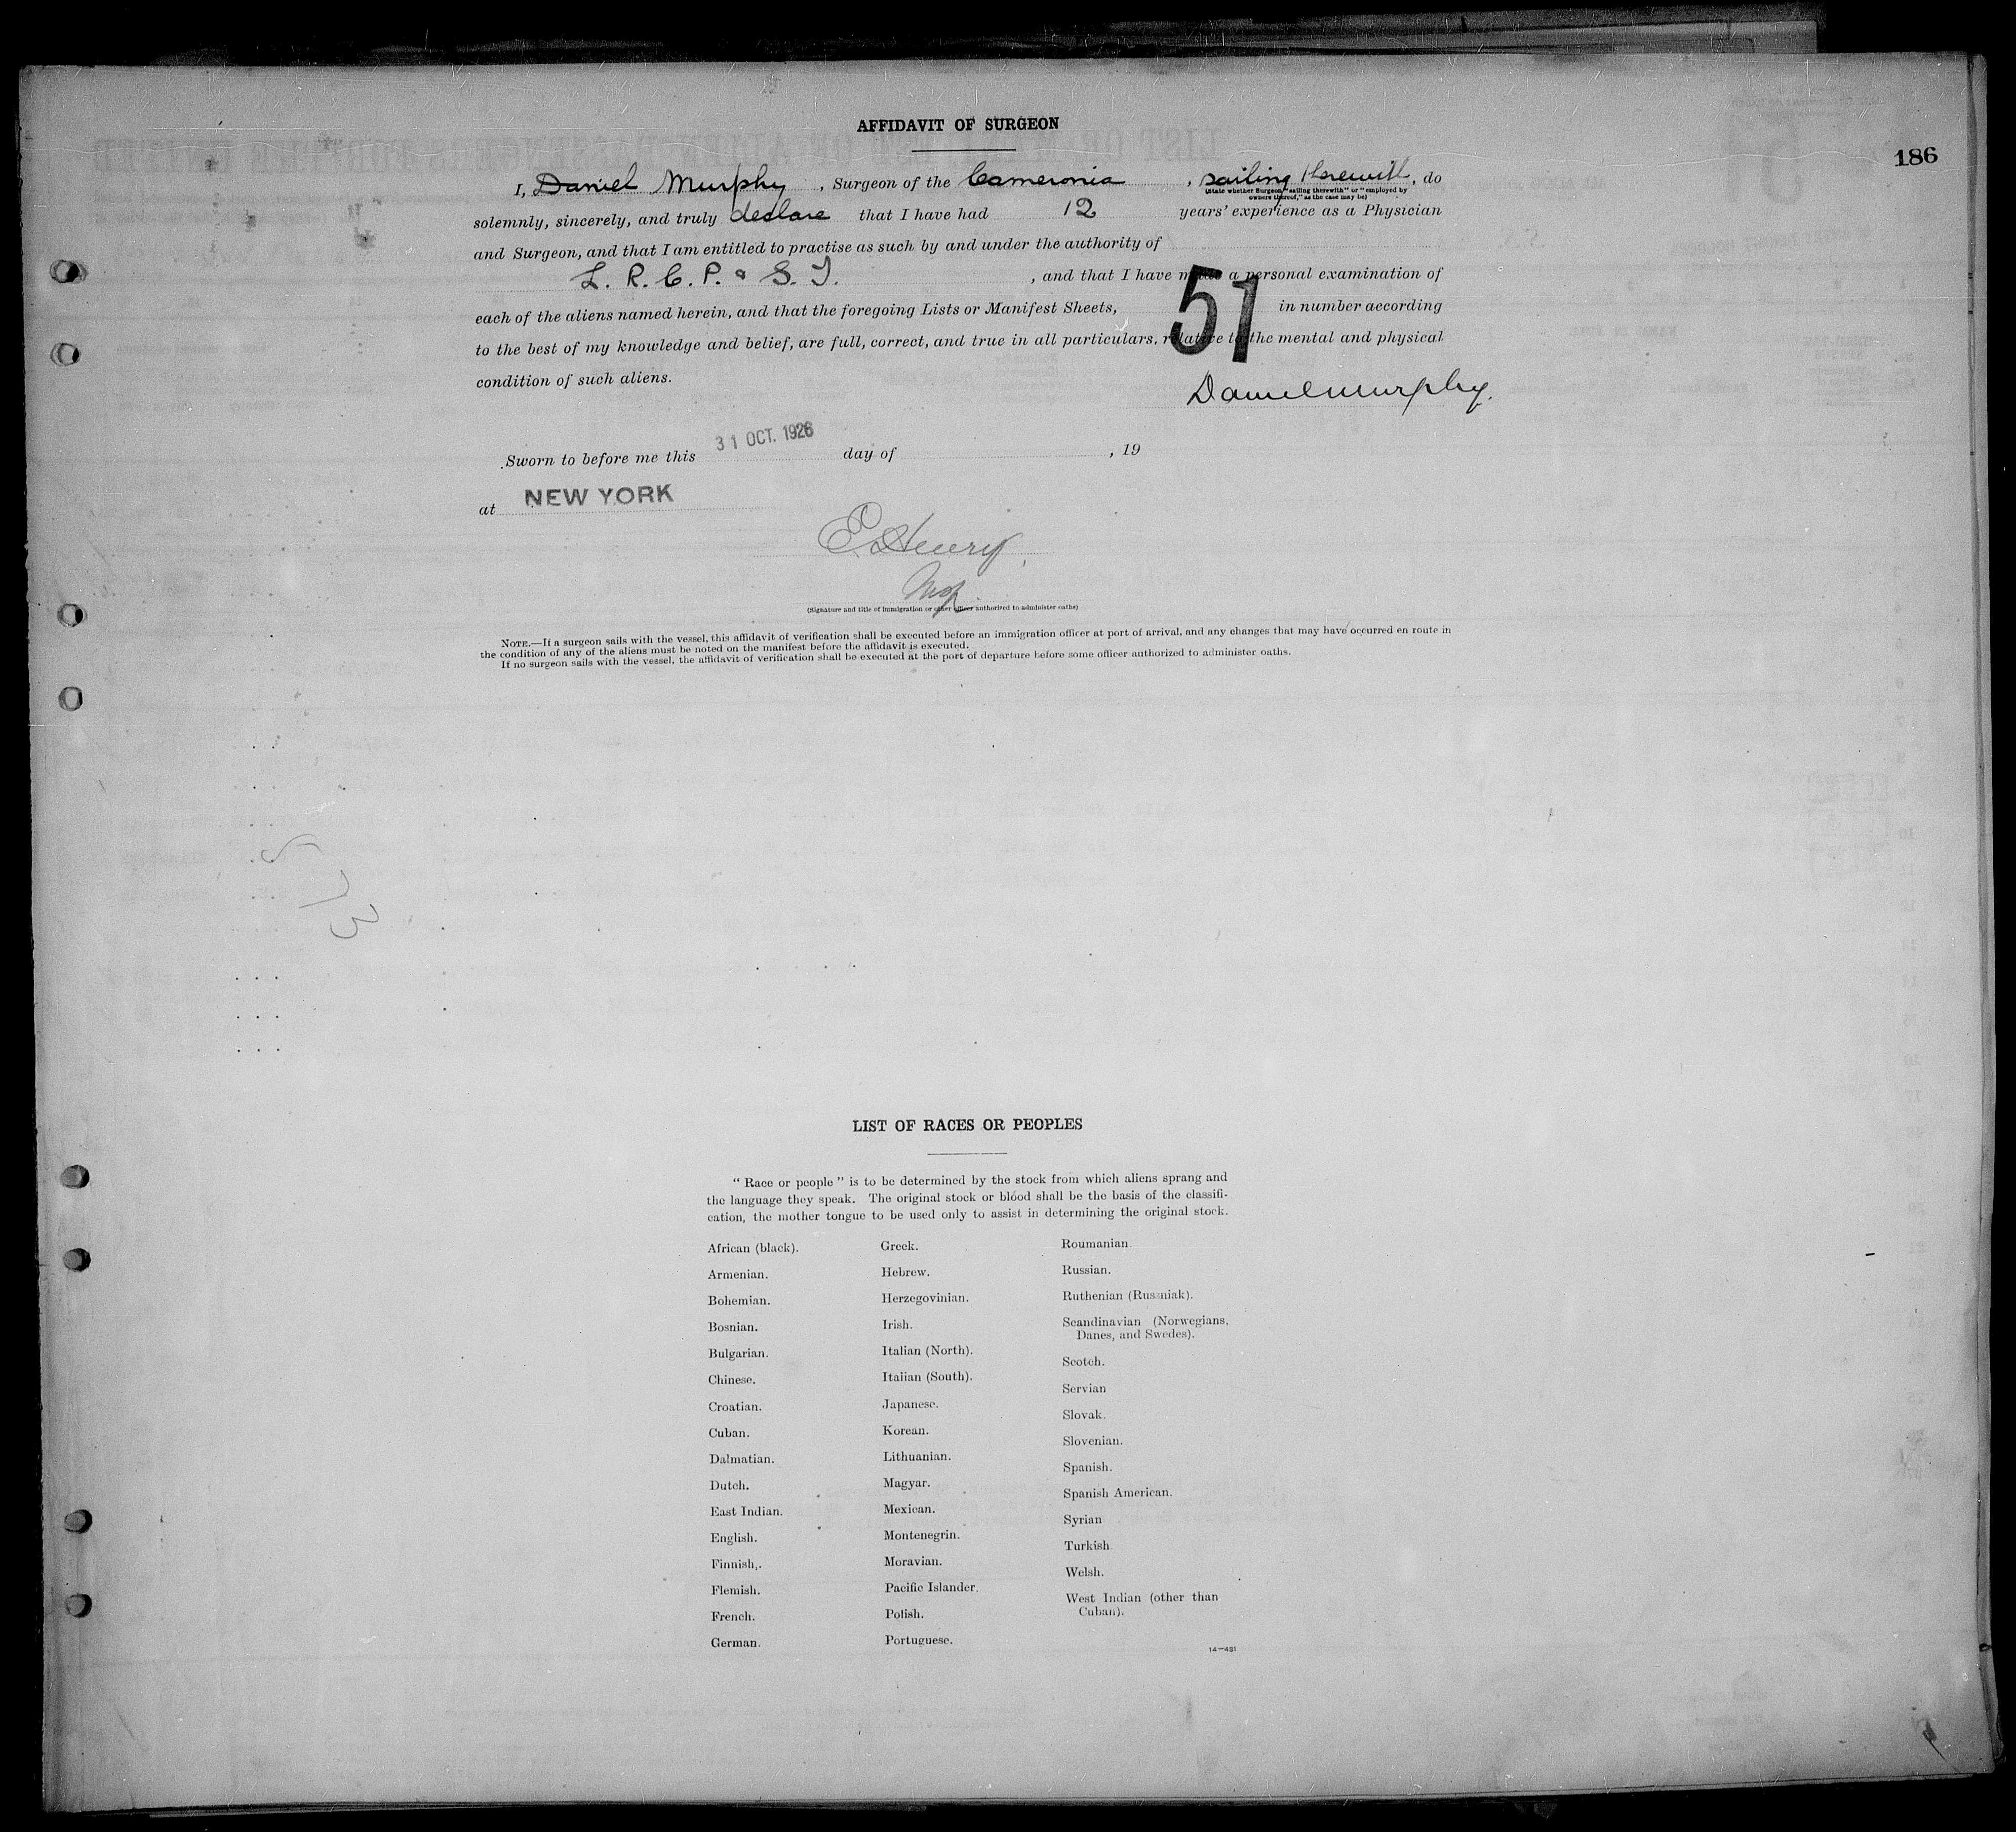 186
AFFIDAVIT OF SURGEON
I, Daniel Murphy, Surgeon of the Cameronia, sailing therewith, do
(State whether Surgeon "sailing therewith" or "employed by
owners thereof," as the case may be)
solemnly, sincerely, and truly declare that I have had 12 years' experience as a Physician
and Surgeon, and that I am entitled to practise as such by and under the authority of
L. R. C. P. & S. I. , and that I have made a personal examination of
each of the aliens named herein, and that the foregoing Lists or Manifest Sheets, 51 in number according
to the best of my knowledge and belief, are full, correct, and true in all particulars, relative to the mental and physical
condition of such aliens.
Daniel Murphy.
Sworn to before me this 31 OCT. 1926 day of , 19
at NEW YORK
E. Henry
Insp.
(Signature and title of immigration or other officer authorized to administer oaths)
NOTE.—If a surgeon sails with the vessel, this affidavit of verification shall be executed before an immigration officer at port of arrival, and any changes that may have occurred en route in
the condition of any of the aliens must be noted on the manifest before the affidavit is executed.
If no surgeon sails with the vessel, the affidavit of verification shall be executed at the port of departure before some officer authorized to administer oaths.
LIST OF RACES OR PEOPLES
" Race or people " is to be determined by the stock from which aliens sprang and
the language they speak. The original stock or blood shall be the basis of the classifi-
cation, the mother tongue to be used only to assist in determining the original stock.
African (black).
Armenian.
Bohemian.
Bosnian.
Bulgarian.
Chinese.
Croatian.
Cuban.
Dalmatian.
Dutch.
East Indian.
English.
Finnish.
Flemish.
French.
German.
Greek.
Hebrew.
Herzegovinian.
Irish.
Italian (North).
Italian (South).
Japanese.
Korean.
Lithuanian.
Magyar.
Mexican.
Montenegrin.
Moravian.
Pacific Islander.
Polish.
Portuguese.
Roumanian
Russian.
Ruthenian (Russniak).
Scandinavian (Norwegians,
Danes, and Swedes).
Scotch.
Servian
Slovak.
Slovenian.
Spanish.
Spanish American.
Syrian
Turkish
Welsh.
West Indian (other than
Cuban).
14—431